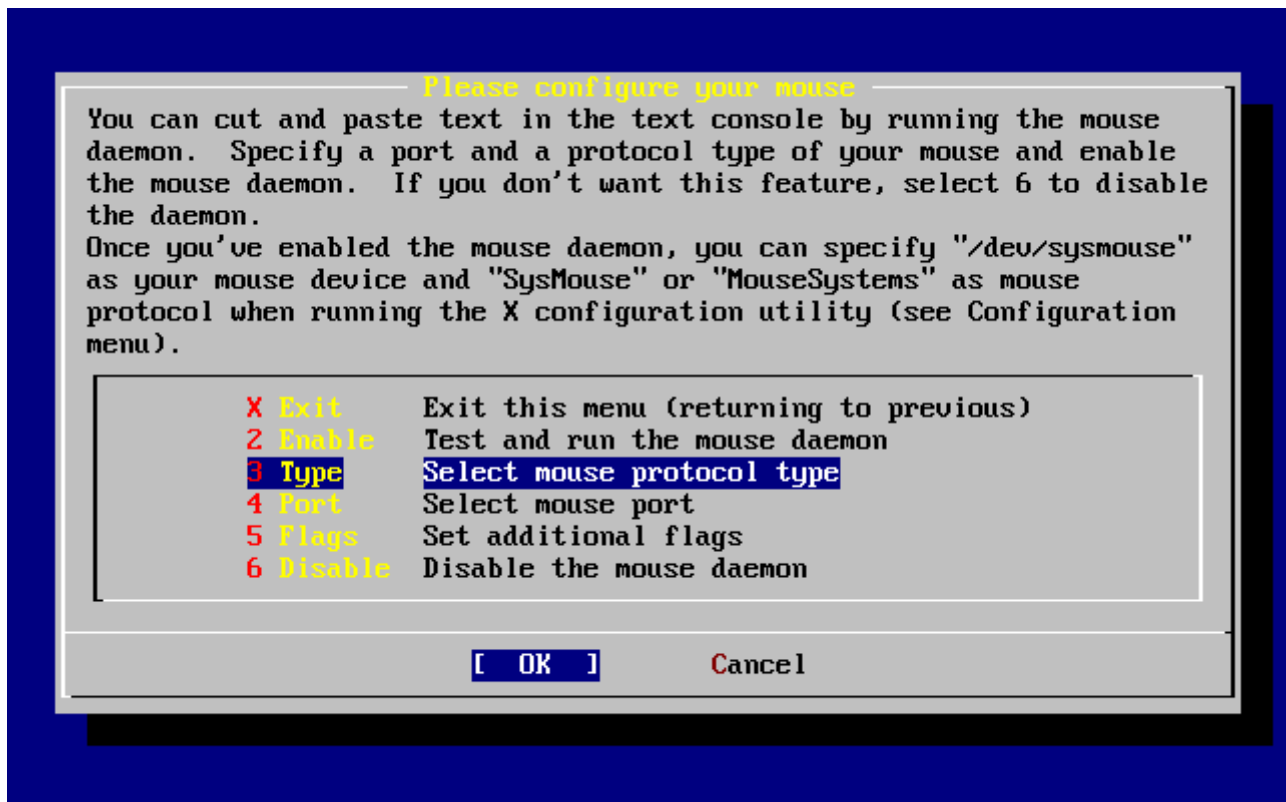 Please configure your mouse
You can cut and paste text in the text console by running the mouse
daemon.  Specify a port and a protocol type of your mouse and enable
the mouse daemon.  If you don't want this feature, select 6 to disable
the daemon.
Once you've enabled the mouse daemon, you can specify "/dev/sysmouse"
as your mouse device and "SysMouse" or "MouseSystems" as mouse
protocol when running the X configuration utility (see Configuration
menu).
X Exit     Exit this menu (returning to previous)
2 Enable   Test and run the mouse daemon
3 Type     Select mouse protocol type
4 Port     Select mouse port
5 Flags    Set additional flags
6 Disable  Disable the mouse daemon
[  OK  ]       Cancel